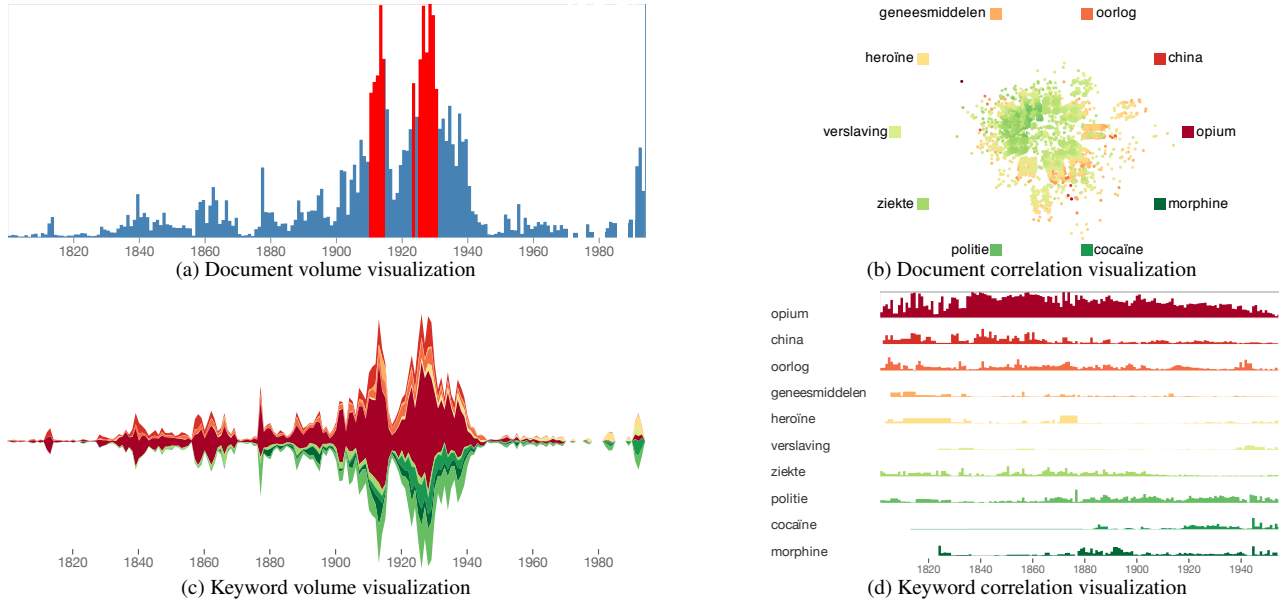 1820 1840 1860 1880 1900 1920 1940 1960 1980
(a) Document volume visualization
geneesmiddelen oorlog
heroïne china
verslaving opium
ziekte morphine
politie cocaïne
(b) Document correlation visualization
1820 1840 1860 1880 1900 1920 1940 1960 1980
(c) Keyword volume visualization
opium
china
oorlog
geneesmiddelen
heroïne
verslaving
ziekte
politie
cocaïne
morphine
1820 1840 1860 1880 1900 1920 1940
(d) Keyword correlation visualization